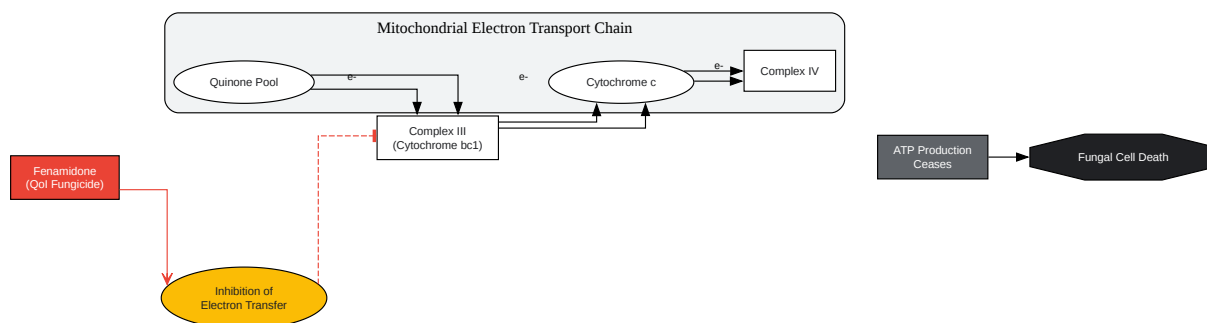 Mitochondrial Electron Transport Chain
Quinone Pool
e-
e-
Cytochrome c
e-
Complex IV
Complex III
(Cytochrome bc1)
Fenamidone
(QoI Fungicide)
Inhibition of
Electron Transfer
ATP Production
Ceases
Fungal Cell Death